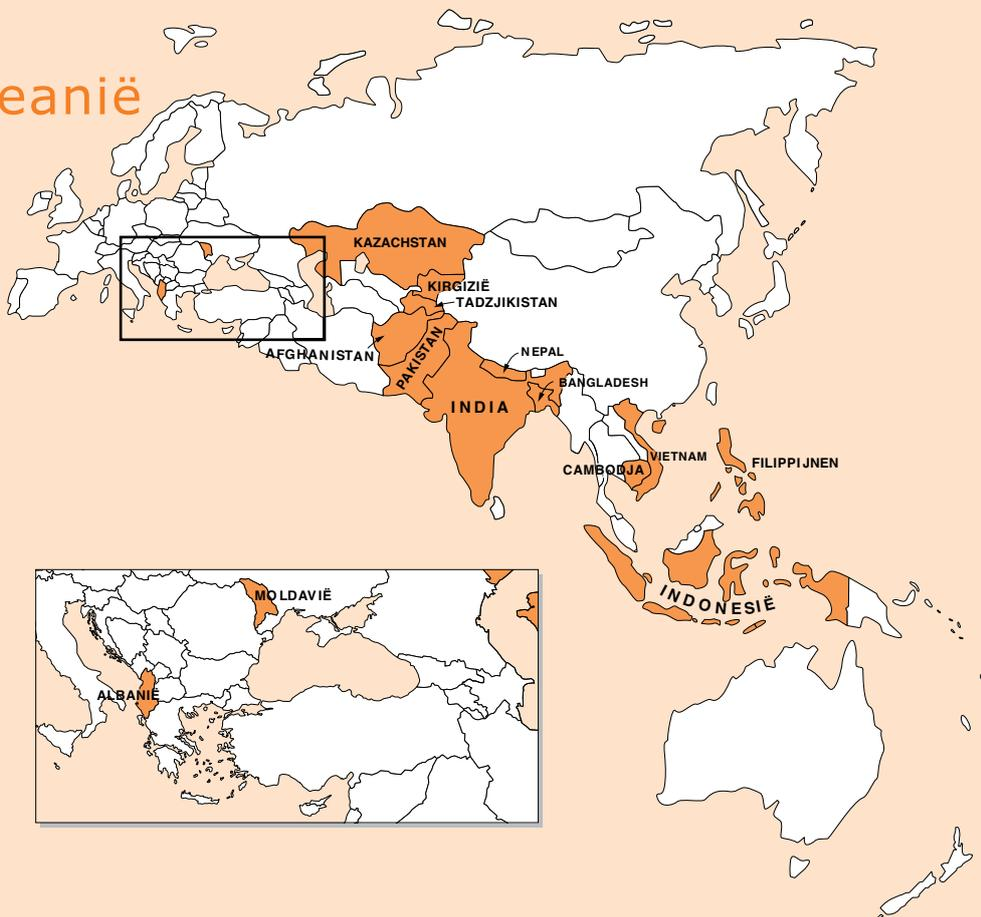 eanië
KAZACHSTAN
KIRGIZIË
TADZJIKISTAN
AFGHANISTAN
PAKISTAN
NEPAL
BANGLADESH
INDIA
VIETNAM
CAMBODJA
FILIPPIJNEN
INDONESIË
MOLDAVIË
ALBANIË